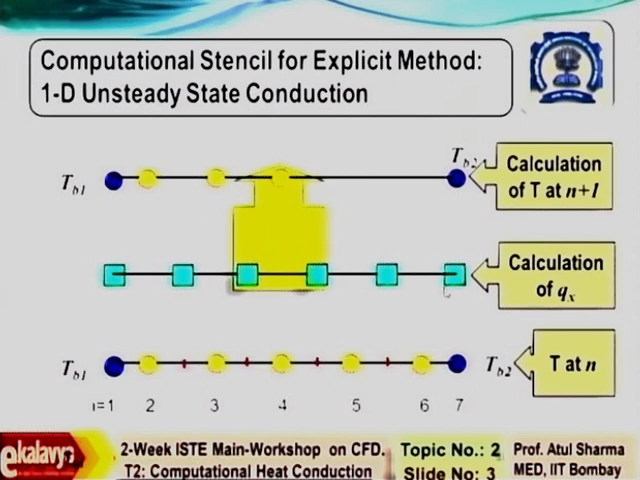 Computational Stencil for Explicit Method:
1-D Unsteady State Conduction
T_b1
T_b2
Calculation
of T at n+1
Calculation
of q_x
T_b1
T_b2
T at n
i=1 2 3 4 5 6 7
ekalavya
2-Week ISTE Main-Workshop on CFD.
T2: Computational Heat Conduction
Topic No.: 2
Slide No: 3
Prof. Atul Sharma
MED, IIT Bombay